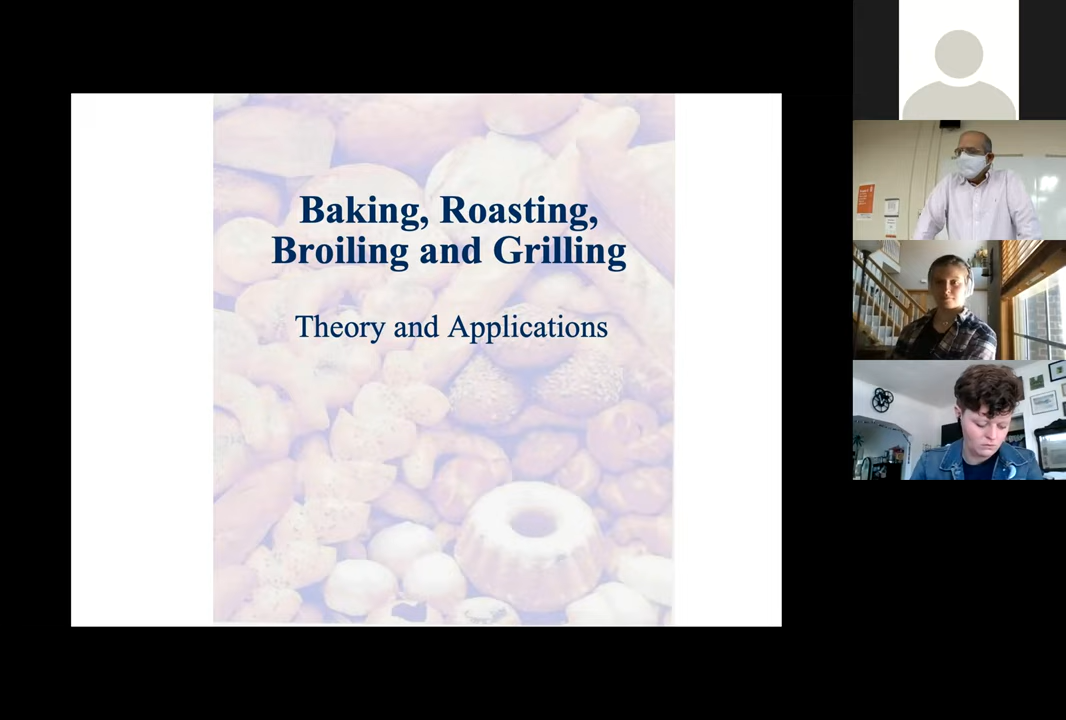 Baking, Roasting,
Broiling and Grilling
Theory and Applications